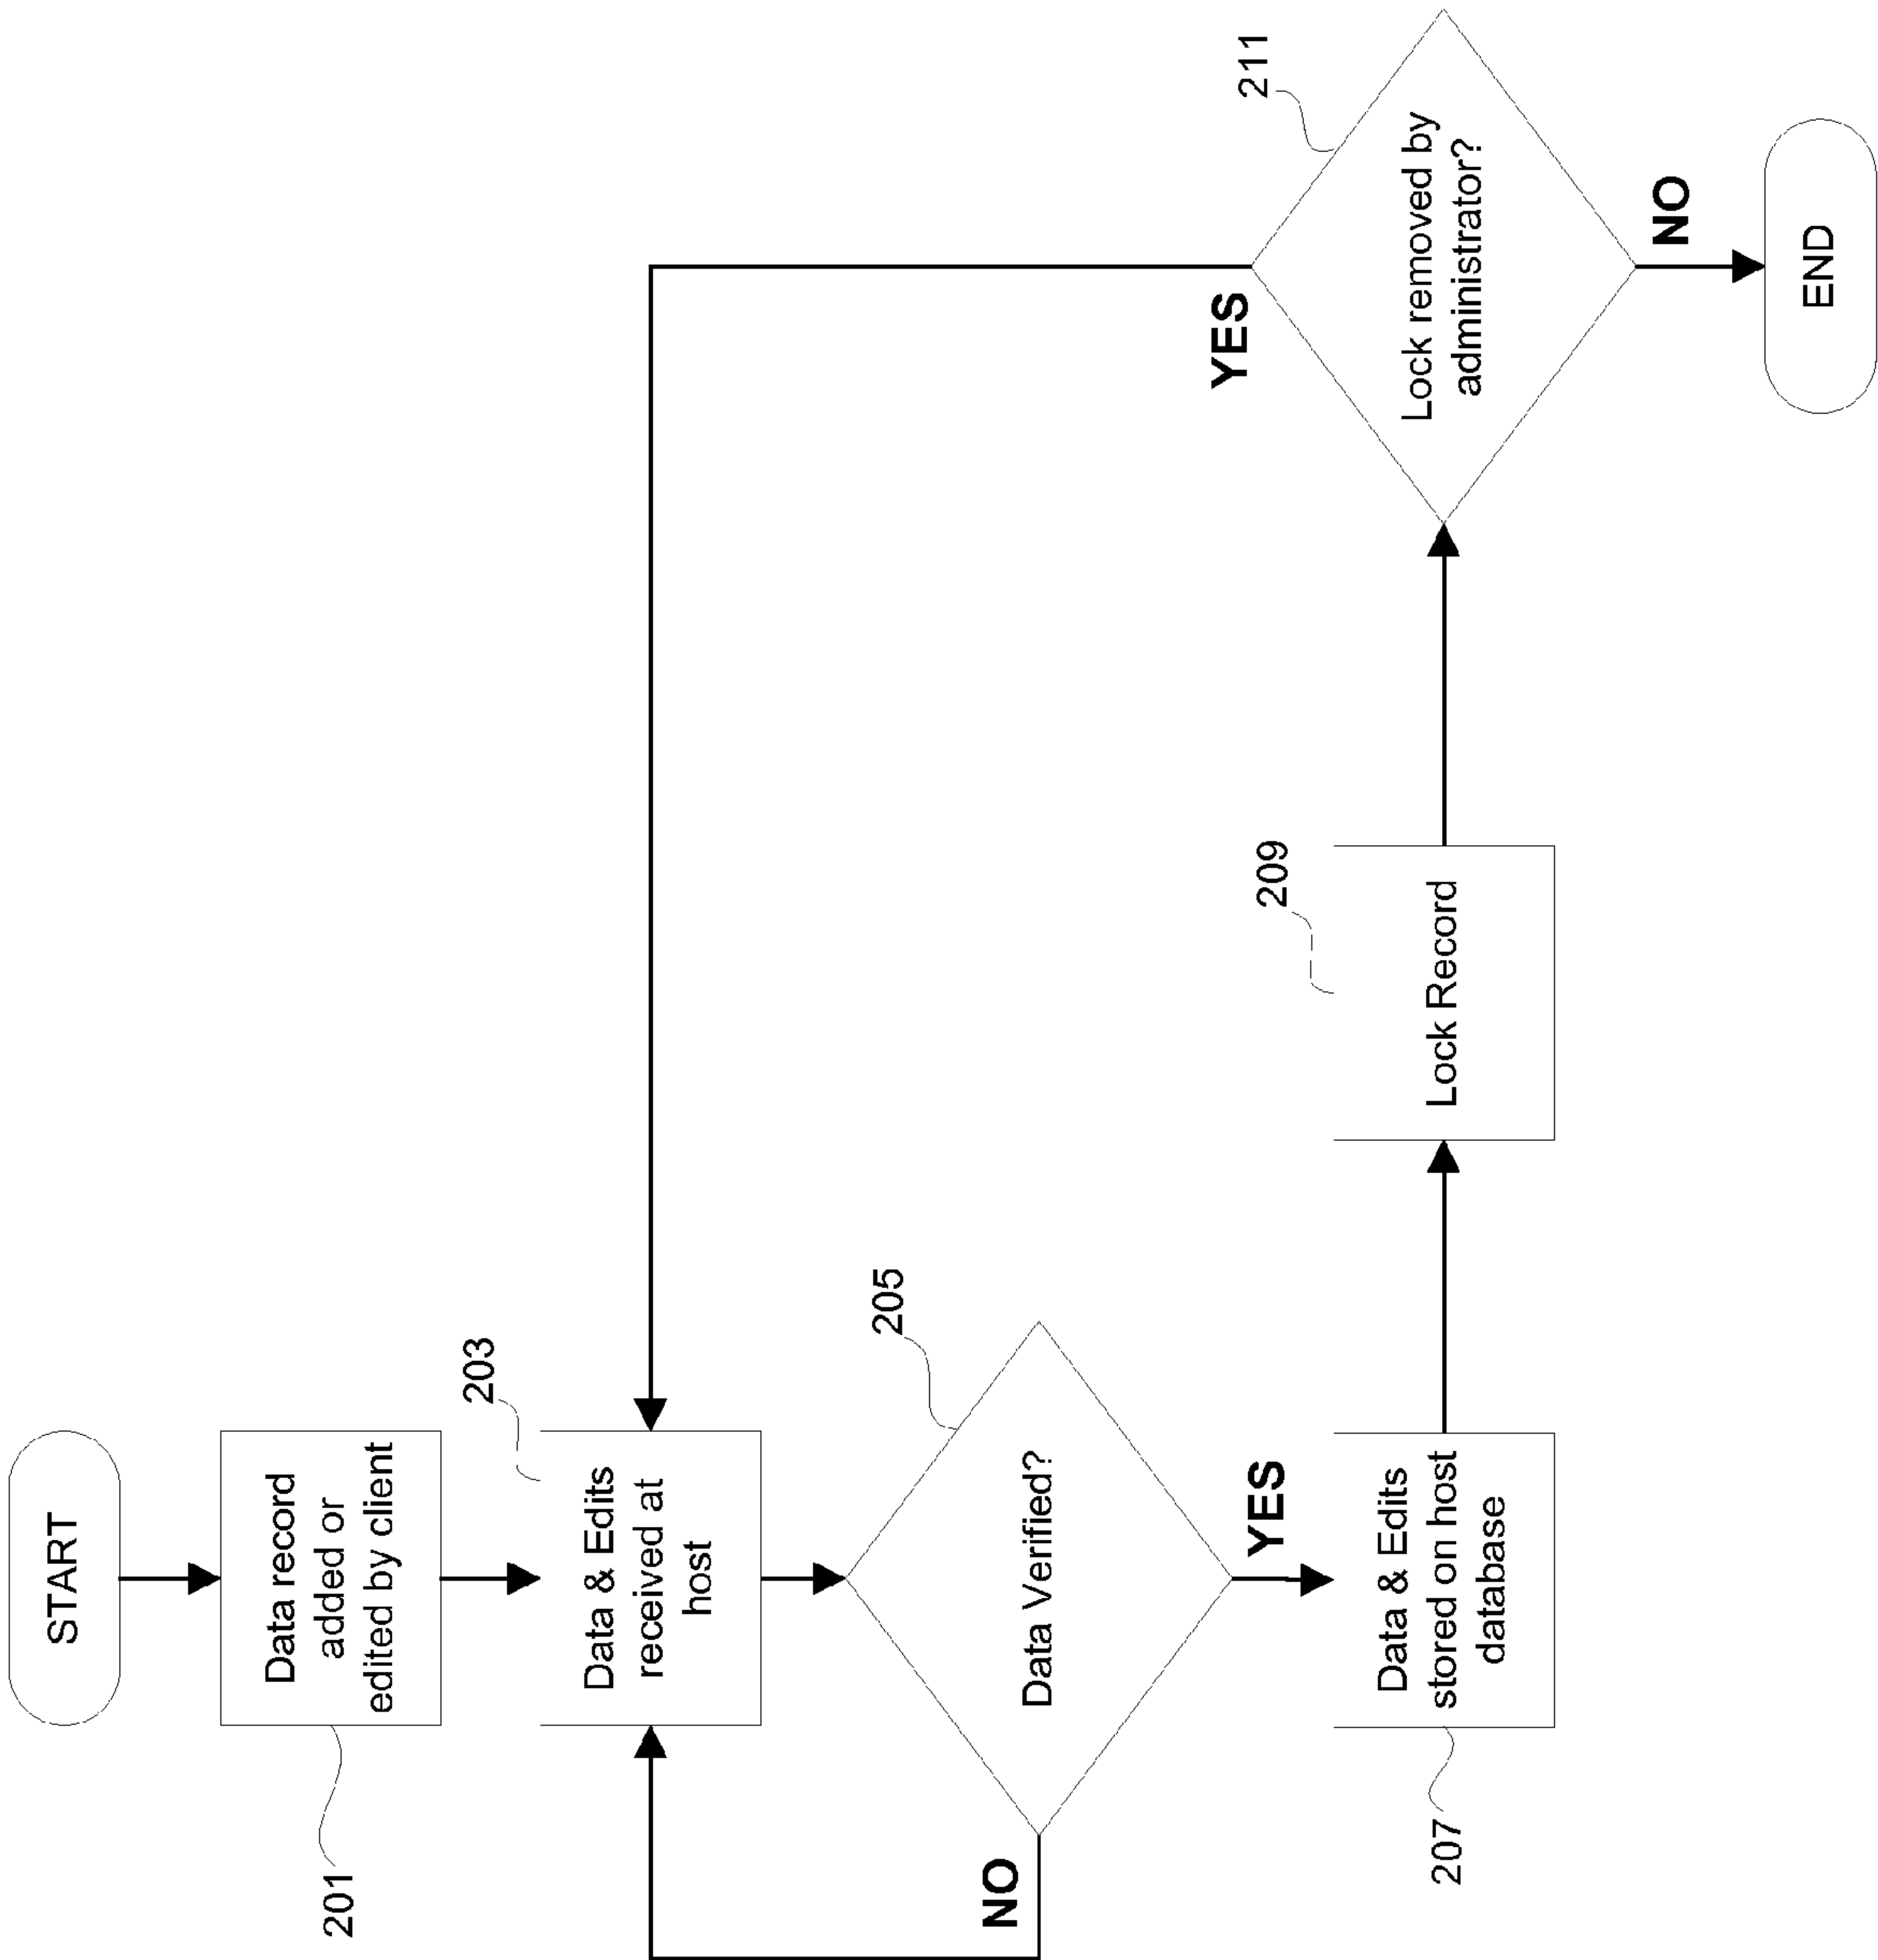 START
Data record
added or
edited by client
201
203
Data & Edits
received at
host
205
Data Verified?
NO
YES
207
Data & Edits
stored on host
database
209
Lock Record
211
Lock removed by
administrator?
YES
NO
END